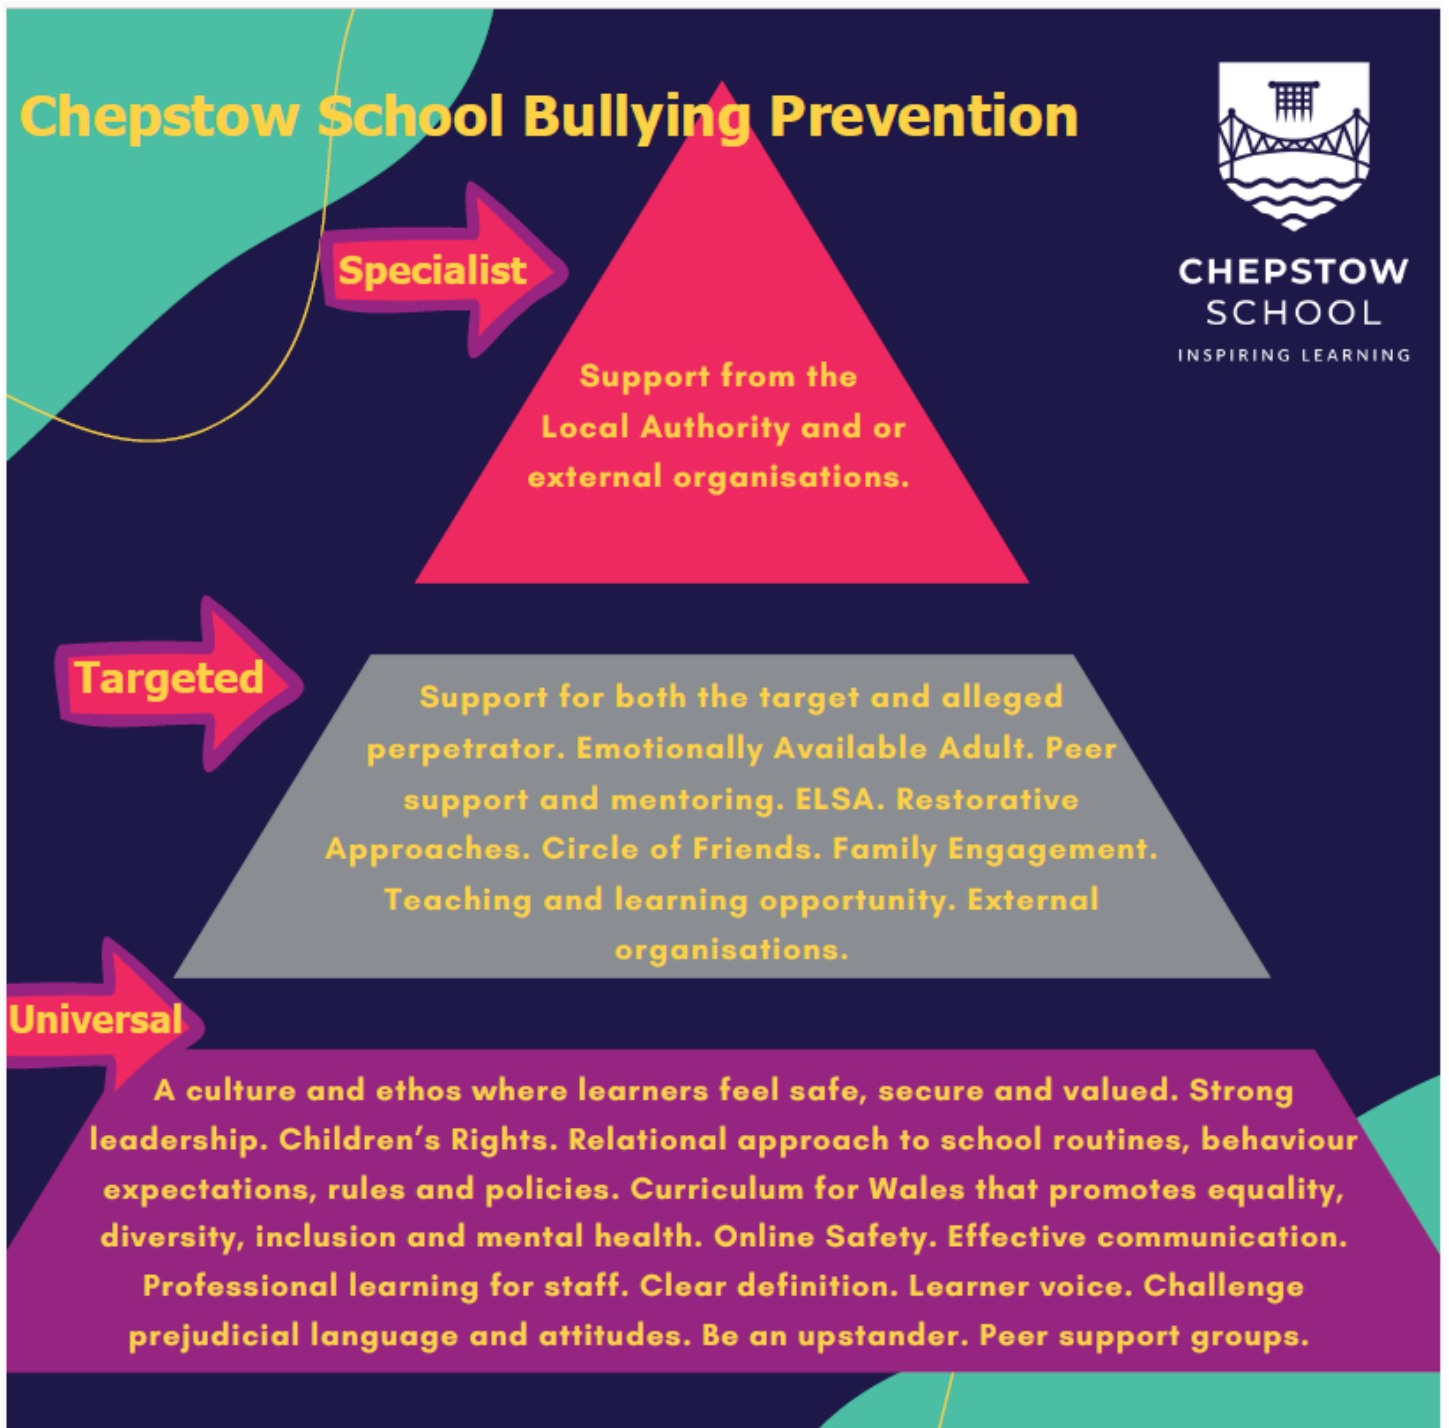 Chepstow School Bullying Prevention
CHEPSTOW
SCHOOL
INSPIRING LEARNING
Specialist
Support from the
Local Authority and or
external organisations.
Targeted
Support for both the target and alleged
perpetrator. Emotionally Available Adult. Peer
support and mentoring. ELSA. Restorative
Approaches. Circle of Friends. Family Engagement.
Teaching and learning opportunity. External
organisations.
Universal
A culture and ethos where learners feel safe, secure and valued. Strong
leadership. Children’s Rights. Relational approach to school routines, behaviour
expectations, rules and policies. Curriculum for Wales that promotes equality,
diversity, inclusion and mental health. Online Safety. Effective communication.
Professional learning for staff. Clear definition. Learner voice. Challenge
prejudicial language and attitudes. Be an upstander. Peer support groups.